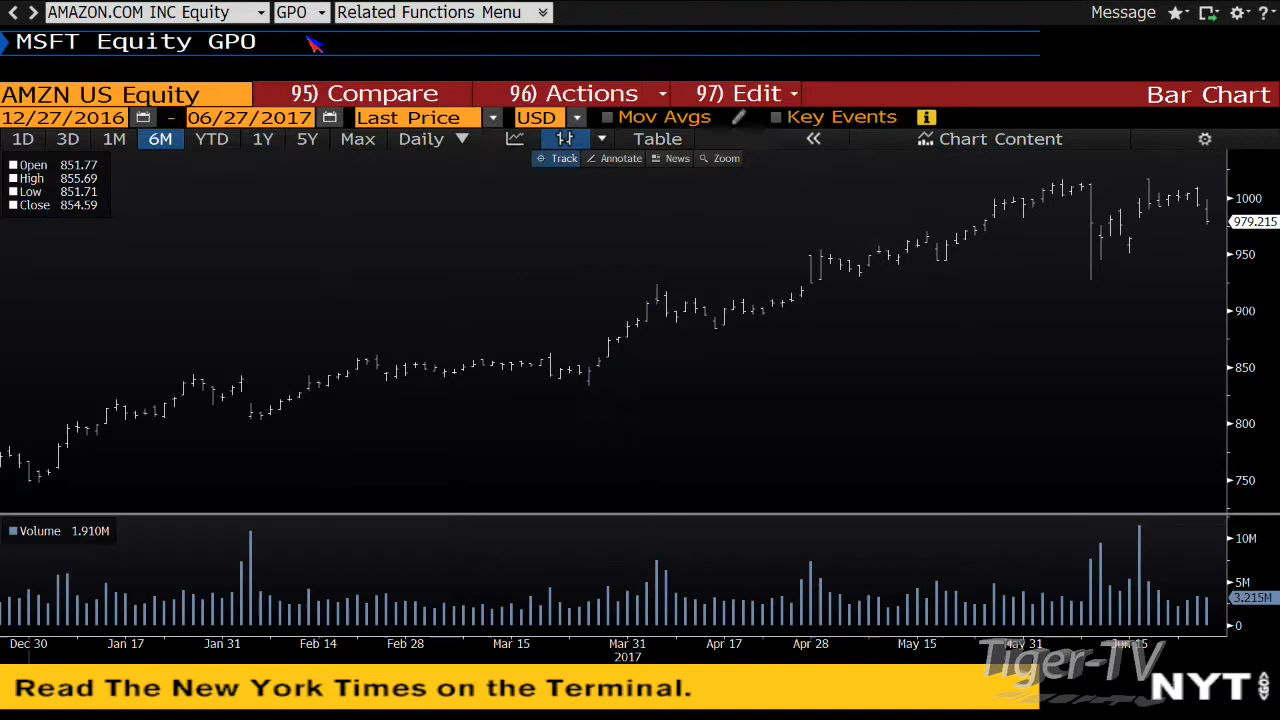 AMAZON.COM INC Equity GPO Related Functions Menu Message ?
MSFT Equity GPO
AMZN US Equity 95) Compare 96) Actions 97) Edit Bar Chart
12/27/2016 - 06/27/2017 Last Price USD Mov Avgs Key Events i
1D 3D 1M 6M YTD 1Y 5Y Max Daily Table Chart Content
Track Annotate News Zoom
Open 851.77
High 855.69
Low 851.71
Close 854.59
1000
979.215
950
900
850
800
750
Volume 1.910M
10M
5M
3.215M
0
Dec 30 Jan 17 Jan 31 Feb 14 Feb 28 Mar 15 Mar 31 Apr 17 Apr 28 May 15 May 31 Jun 15
2017
Tiger-TV
Read The New York Times on the Terminal.
NYT
GO